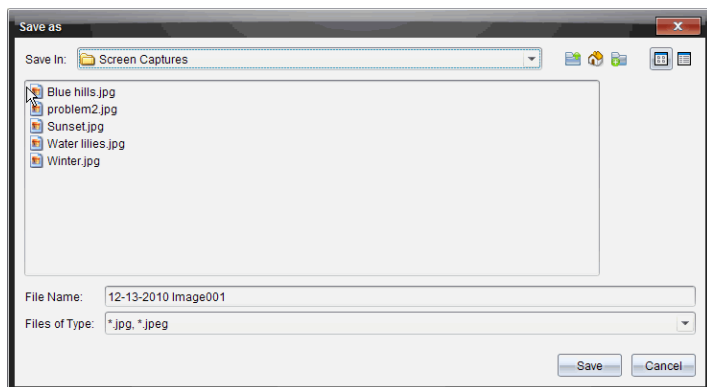 Save as
Save In: Screen Captures
Blue hills.jpg
problem2.jpg
Sunset.jpg
Water lilies.jpg
Winter.jpg
File Name: 12-13-2010 Image001
Files of Type: *.jpg, *.jpeg
Save Cancel